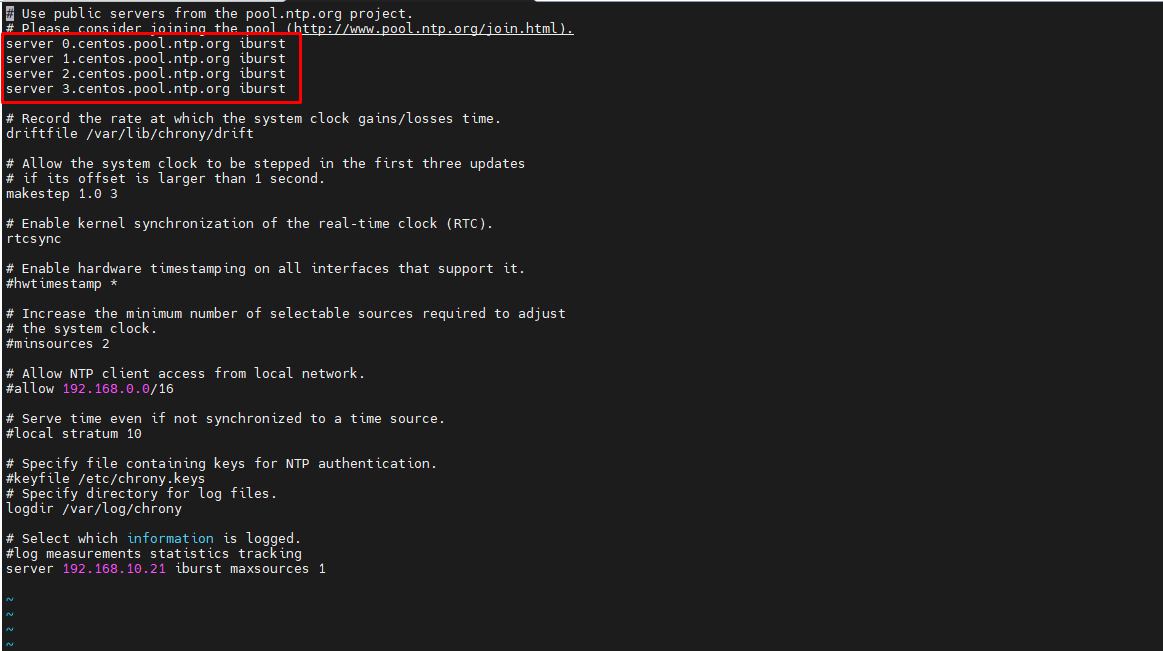 # Use public servers from the pool.ntp.org project.
# Please consider joining the pool (http://www.pool.ntp.org/join.html).
server 0.centos.pool.ntp.org iburst
server 1.centos.pool.ntp.org iburst
server 2.centos.pool.ntp.org iburst
server 3.centos.pool.ntp.org iburst
# Record the rate at which the system clock gains/losses time.
driftfile /var/lib/chrony/drift
# Allow the system clock to be stepped in the first three updates
# if its offset is larger than 1 second.
makestep 1.0 3
# Enable kernel synchronization of the real-time clock (RTC).
rtcsync
# Enable hardware timestamping on all interfaces that support it.
#hwtimestamp *
# Increase the minimum number of selectable sources required to adjust
# the system clock.
#minsources 2
# Allow NTP client access from local network.
#allow 192.168.0.0/16
# Serve time even if not synchronized to a time source.
#local stratum 10
# Specify file containing keys for NTP authentication.
#keyfile /etc/chrony.keys
# Specify directory for log files.
logdir /var/log/chrony
# Select which information is logged.
#log measurements statistics tracking
server 192.168.10.21 iburst maxsources 1
~
~
~
~